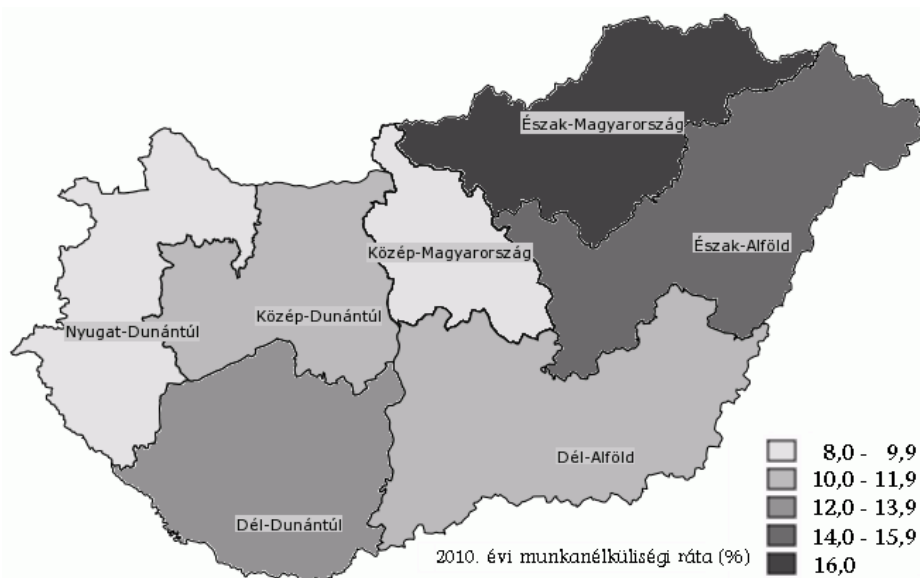 Észak-Magyarország
Észak-Alföld
Közép-Magyarország
Közép-Dunántúl
Nyugat-Dunántúl
Dél-Alföld
Dél-Dunántúl
8,0 - 9,9
10,0 - 11,9
12,0 - 13,9
14,0 - 15,9
16,0
2010. évi munkanélküliségi ráta (%)